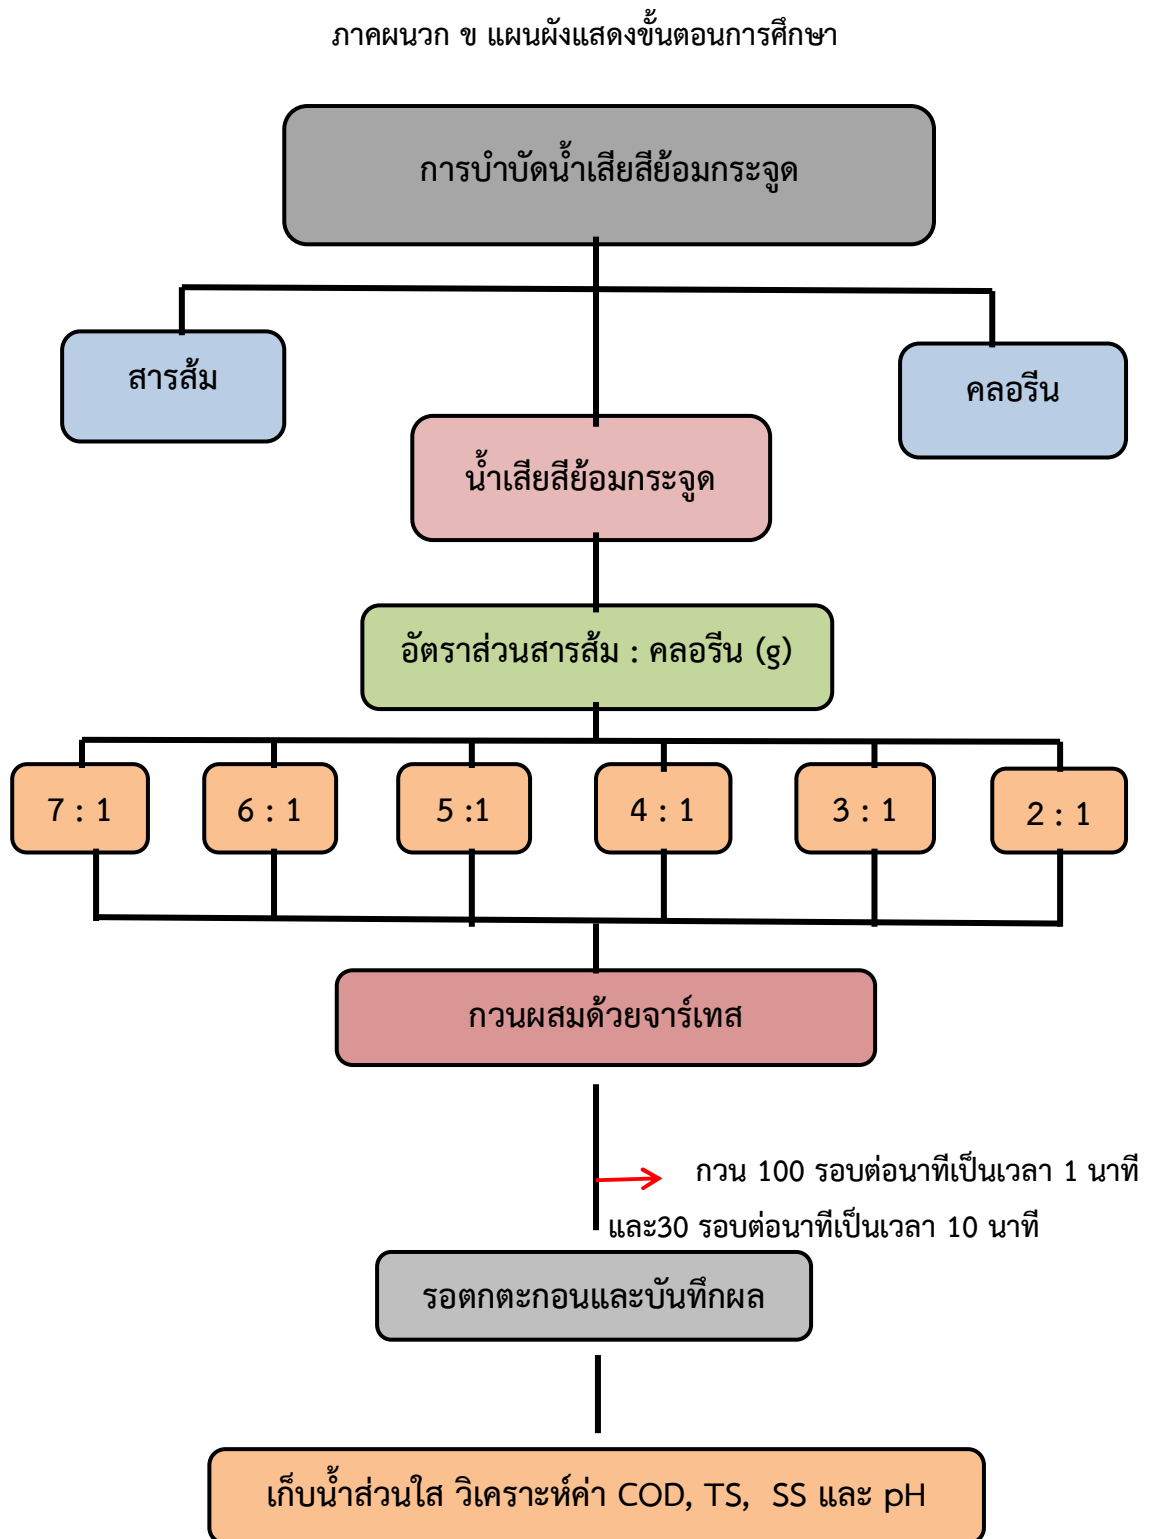 ภาคผนวก ข แผนผังแสดงขั้นตอนการศึกษา
การบำบัดน้ำเสียสีย้อมกระจูด
สารส้ม
คลอรีน
น้ำเสียสีย้อมกระจูด
อัตราส่วนสารส้ม : คลอรีน (g)
7 : 1
6 : 1
5 :1
4 : 1
3 : 1
2 : 1
กวนผสมด้วยจาร์เทส
กวน 100 รอบต่อนาทีเป็นเวลา 1 นาที
และ30 รอบต่อนาทีเป็นเวลา 10 นาที
รอตกตะกอนและบันทึกผล
เก็บน้ำส่วนใส วิเคราะห์ค่า COD, TS, SS และ pH